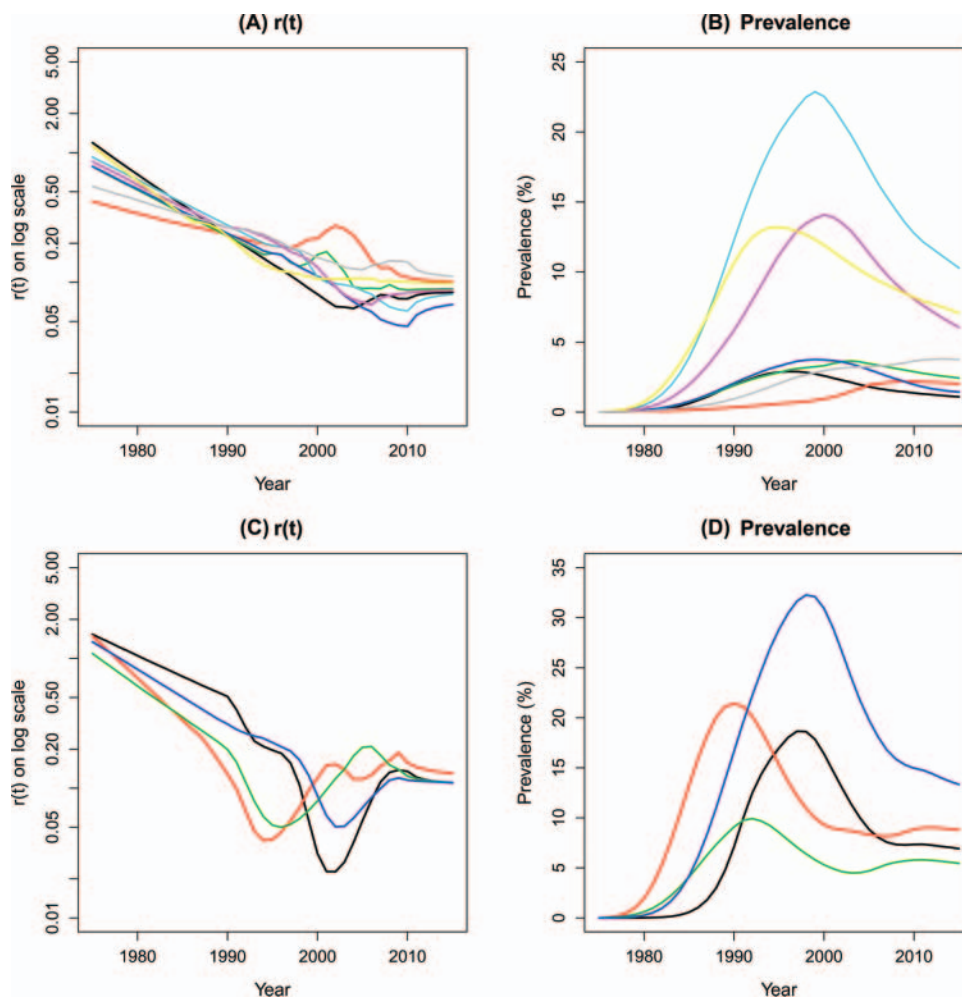 (A) r(t)
r(t) on log scale
5.00
2.00
0.50
0.20
0.05
0.01
1980 1990 2000 2010
Year
(B) Prevalence
Prevalence (%)
25
20
15
10
5
0
1980 1990 2000 2010
Year
(C) r(t)
r(t) on log scale
5.00
2.00
0.50
0.20
0.05
0.01
1980 1990 2000 2010
Year
(D) Prevalence
Prevalence (%)
35
30
25
20
15
10
5
0
1980 1990 2000 2010
Year